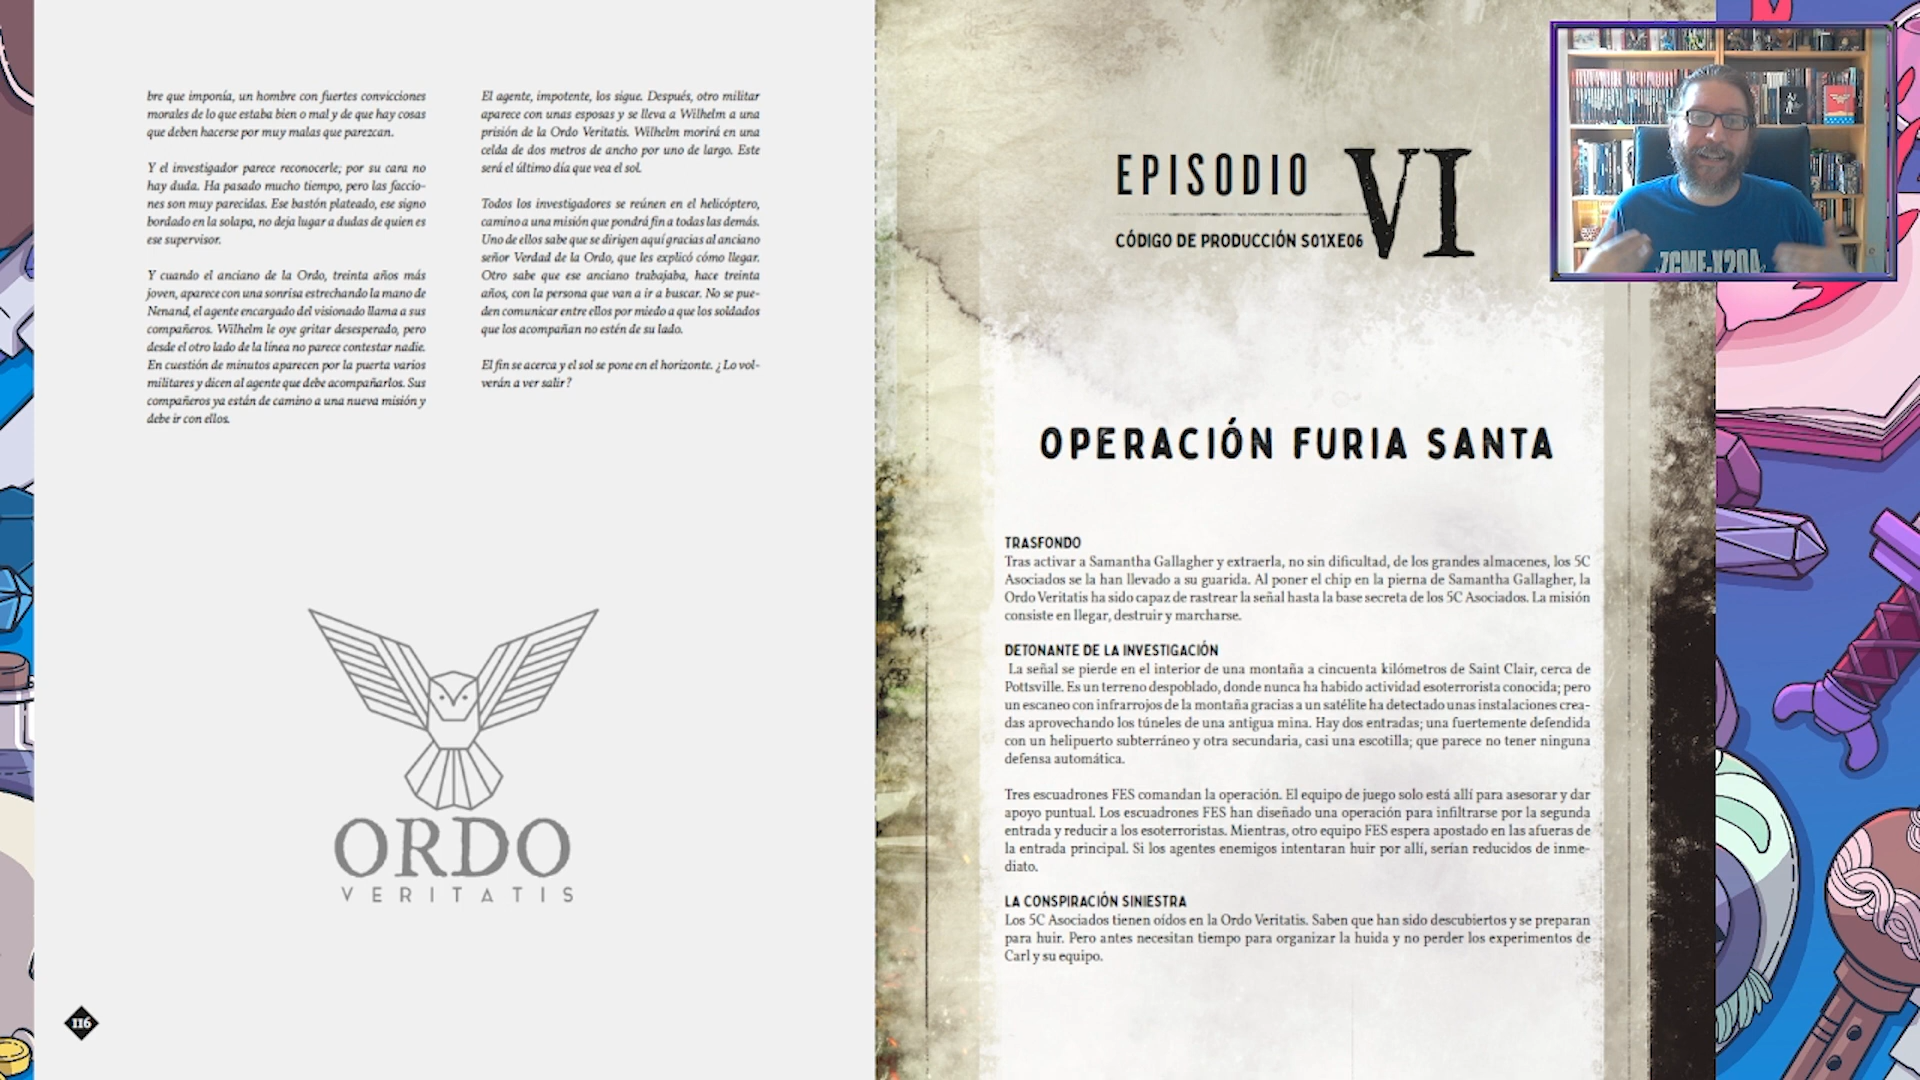 bre que imponía, un hombre con fuertes convicciones
morales de lo que estaba bien o mal y de que hay cosas
que deben hacerse por muy malas que parezcan.
Y el investigador parece reconocerle; por su cara no
hay duda. Ha pasado mucho tiempo, pero las faccio-
nes son muy parecidas. Ese bastón plateado, ese signo
bordado en la solapa, no deja lugar a dudas de quien es
ese supervisor.
Y cuando el anciano de la Ordo, treinta años más
joven, aparece con una sonrisa estrechando la mano de
Nenand, el agente encargado del visionado llama a sus
compañeros. Wilhelm le oye gritar desesperado, pero
desde el otro lado de la línea no parece contestar nadie.
En cuestión de minutos aparecen por la puerta varios
militares y dicen al agente que debe acompañarlos. Sus
compañeros ya están de camino a una nueva misión y
debe ir con ellos.
El agente, impotente, los sigue. Después, otro militar
aparece con unas esposas y se lleva a Wilhelm a una
prisión de la Ordo Veritatis. Wilhelm morirá en una
celda de dos metros de ancho por uno de largo. Este
será el último día que vea el sol.
Todos los investigadores se reúnen en el helicóptero,
camino a una misión que pondrá fin a todas las demás.
Uno de ellos sabe que se dirigen aquí gracias al anciano
señor Verdad de la Ordo, que les explicó cómo llegar.
Otro sabe que ese anciano trabajaba, hace treinta
años, con la persona que van a ir a buscar. No se pue-
den comunicar entre ellos por miedo a que los soldados
que los acompañan no estén de su lado.
El fin se acerca y el sol se pone en el horizonte. ¿Lo vol-
verán a ver salir?
ORDO
VERITATIS
116
EPISODIO VI
CÓDIGO DE PRODUCCIÓN S01XE06
OPERACIÓN FURIA SANTA
TRASFONDO
Tras activar a Samantha Gallagher y extraerla, no sin dificultad, de los grandes almacenes, los 5C
Asociados se la han llevado a su guarida. Al poner el chip en la pierna de Samantha Gallagher, la
Ordo Veritatis ha sido capaz de rastrear la señal hasta la base secreta de los 5C Asociados. La misión
consiste en llegar, destruir y marcharse.
DETONANTE DE LA INVESTIGACIÓN
La señal se pierde en el interior de una montaña a cincuenta kilómetros de Saint Clair, cerca de
Pottsville. Es un terreno despoblado, donde nunca ha habido actividad esoterrorista conocida; pero
un escaneo con infrarrojos de la montaña gracias a un satélite ha detectado unas instalaciones crea-
das aprovechando los túneles de una antigua mina. Hay dos entradas; una fuertemente defendida
con un helipuerto subterráneo y otra secundaria, casi una escotilla; que parece no tener ninguna
defensa automática.
Tres escuadrones FES comandan la operación. El equipo de juego solo está allí para asesorar y dar
apoyo puntual. Los escuadrones FES han diseñado una operación para infiltrarse por la segunda
entrada y reducir a los esoterroristas. Mientras, otro equipo FES espera apostado en las afueras de
la entrada principal. Si los agentes enemigos intentaran huir por allí, serían reducidos de inme-
diato.
LA CONSPIRACIÓN SINIESTRA
Los 5C Asociados tienen oídos en la Ordo Veritatis. Saben que han sido descubiertos y se preparan
para huir. Pero antes necesitan tiempo para organizar la huida y no perder los experimentos de
Carl y su equipo.